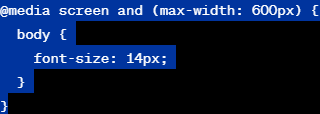 @media screen and (max-width: 600px) {
  body {
    font-size: 14px;
  }
}